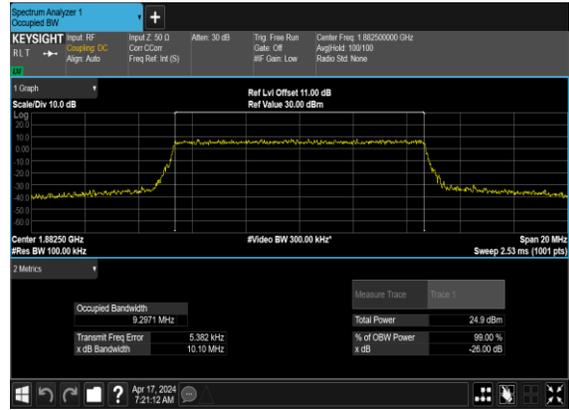 Spectrum Analyzer 1
Occupied BW
KEYSIGHT Input: RF Input Z: 50 Ω Atten: 30 dB Trig: Free Run Center Freq: 1.882500000 GHz
RLT Coupling: DC Corr CCorr Gate: Off Avg|Hold: 100/100
Align: Auto Freq Ref: Int (S) #IF Gain: Low Radio Std: None
1 Graph
Ref Lvl Offset 11.00 dB
Scale/Div 10.0 dB Ref Value 30.00 dBm
Log
20.0
10.0
0.00
-10.0
-20.0
-30.0
-40.0
-50.0
-60.0
Center 1.88250 GHz #Video BW 300.00 kHz* Span 20 MHz
#Res BW 100.00 kHz Sweep 2.53 ms (1001 pts)
2 Metrics
Measure Trace Trace 1
Occupied Bandwidth
9.2971 MHz Total Power 24.9 dBm
Transmit Freq Error 5.382 kHz % of OBW Power 99.00 %
x dB Bandwidth 10.10 MHz x dB -26.00 dB
? Apr 17, 2024
7:21:12 AM